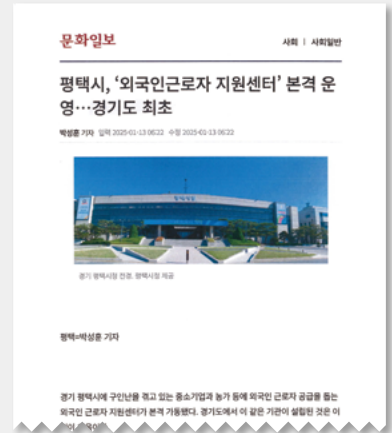 문화일보
사회 | 사회일반
평택시, ‘외국인근로자 지원센터’ 본격 운
영…경기도 최초
박성훈 기자 입력 2025-01-13 06:22 수정 2025-01-13 06:22
경기 평택시청 전경. 평택시청 제공
평택=박성훈 기자
경기 평택시에 구인난을 겪고 있는 중소기업과 농가 등에 외국인 근로자 공급을 돕는
외국인 근로자 지원센터가 본격 가동됐다. 경기도에서 이 같은 기관이 설립된 것은 이